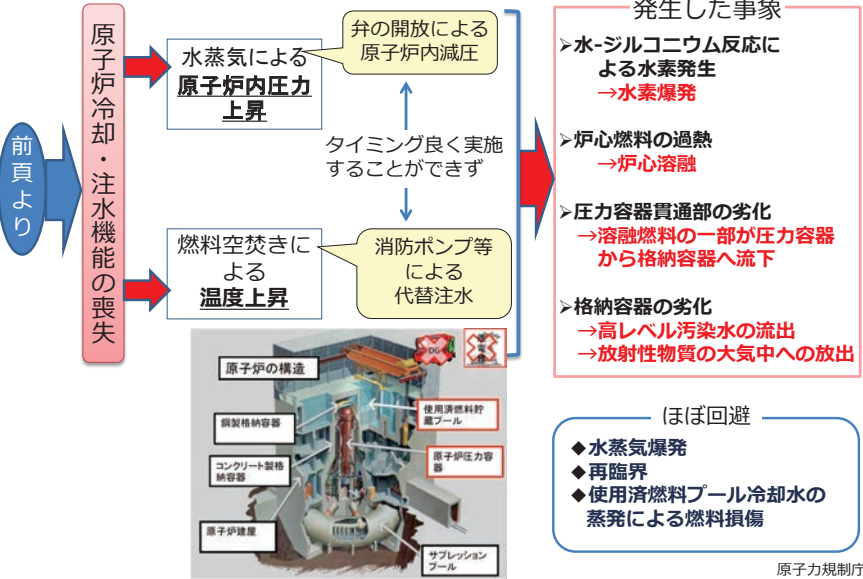 前頁より
原子炉冷却・注水機能の喪失
水蒸気による
原子炉内圧力
上昇
弁の開放による
原子炉内減圧
タイミング良く実施
することができず
燃料空焚きに
よる
温度上昇
消防ポンプ等
による
代替注水
原子炉の構造
DG
鋼製格納容器
コンクリート製格
納容器
原子炉建屋
使用済燃料貯
蔵プール
原子炉圧力容
器
サプレッション
プール
発生した事象
➢水-ジルコニウム反応に
よる水素発生
→水素爆発
➢炉心燃料の過熱
→炉心溶融
➢圧力容器貫通部の劣化
→溶融燃料の一部が圧力容器
から格納容器へ流下
➢格納容器の劣化
→高レベル汚染水の流出
→放射性物質の大気中への放出
ほぼ回避
◆水蒸気爆発
◆再臨界
◆使用済燃料プール冷却水の
蒸発による燃料損傷
原子力規制庁